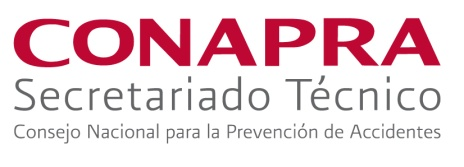 CONAPRA
Secretariado Técnico
Consejo Nacional para la Prevención de Accidentes